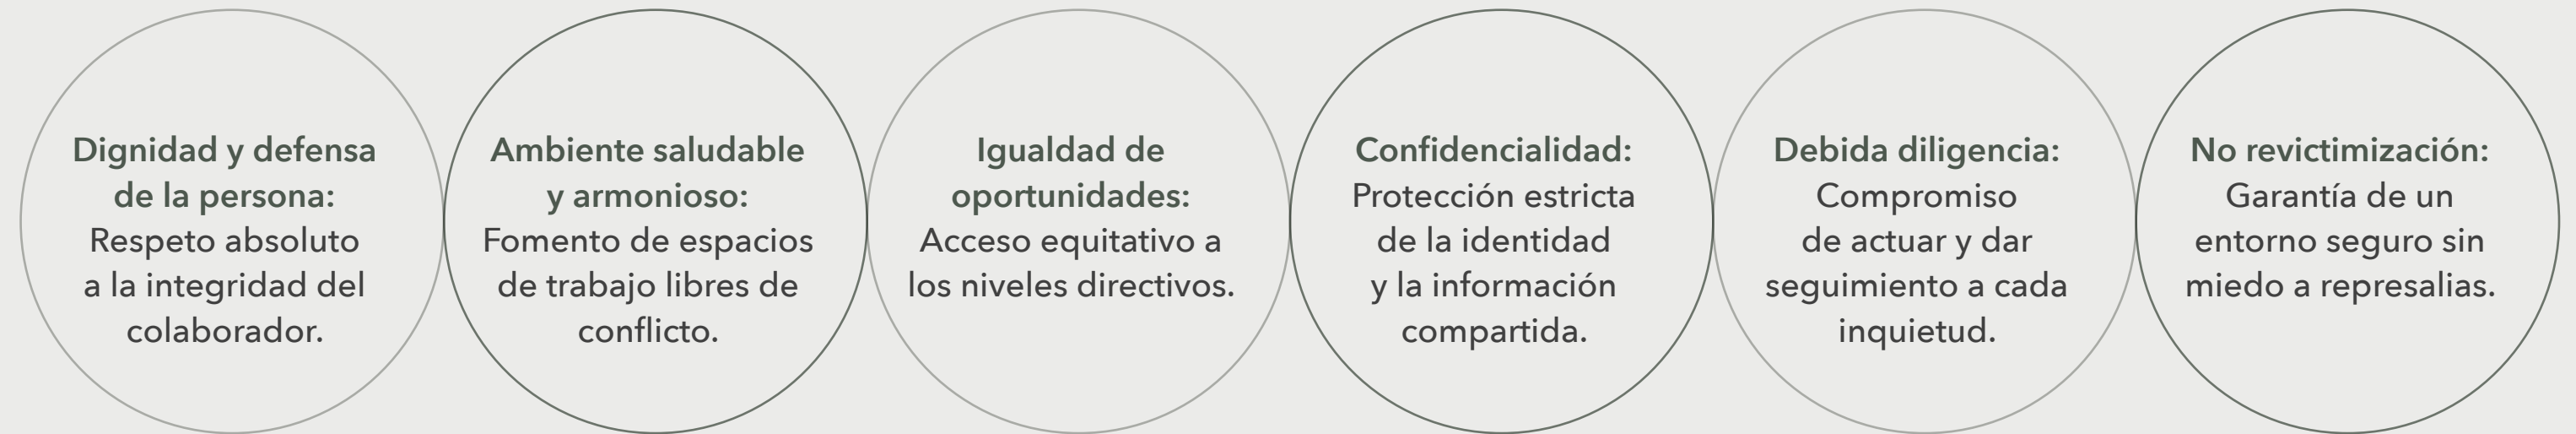 Dignidad y defensa
de la persona:
Respeto absoluto
a la integridad del
colaborador.
Ambiente saludable
y armonioso:
Fomento de espacios
de trabajo libres de
conflicto.
Igualdad de
oportunidades:
Acceso equitativo a
los niveles directivos.
Confidencialidad:
Protección estricta
de la identidad
y la información
compartida.
Debida diligencia:
Compromiso
de actuar y dar
seguimiento a cada
inquietud.
No revictimización:
Garantía de un
entorno seguro sin
miedo a represalias.